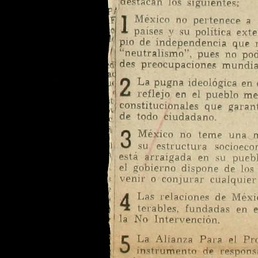 destacan los siguientes:
1 México no pertenece a
países y su política exte
pio de independencia que n
"neutralismo", pues no pod
des preocupaciones mundia
2 La pugna ideológica en
reflejo en el pueblo me
constitucionales que garant
de todo ciudadano.
3 México no teme una
su estructura socioecon
está arraigada en su puebl
el gobierno dispone de los
venir o conjurar cualquier
4 Las relaciones de Méxi
terables, fundadas en e
la No Intervención.
5 La Alianza Para el Pro
instrumento de respons